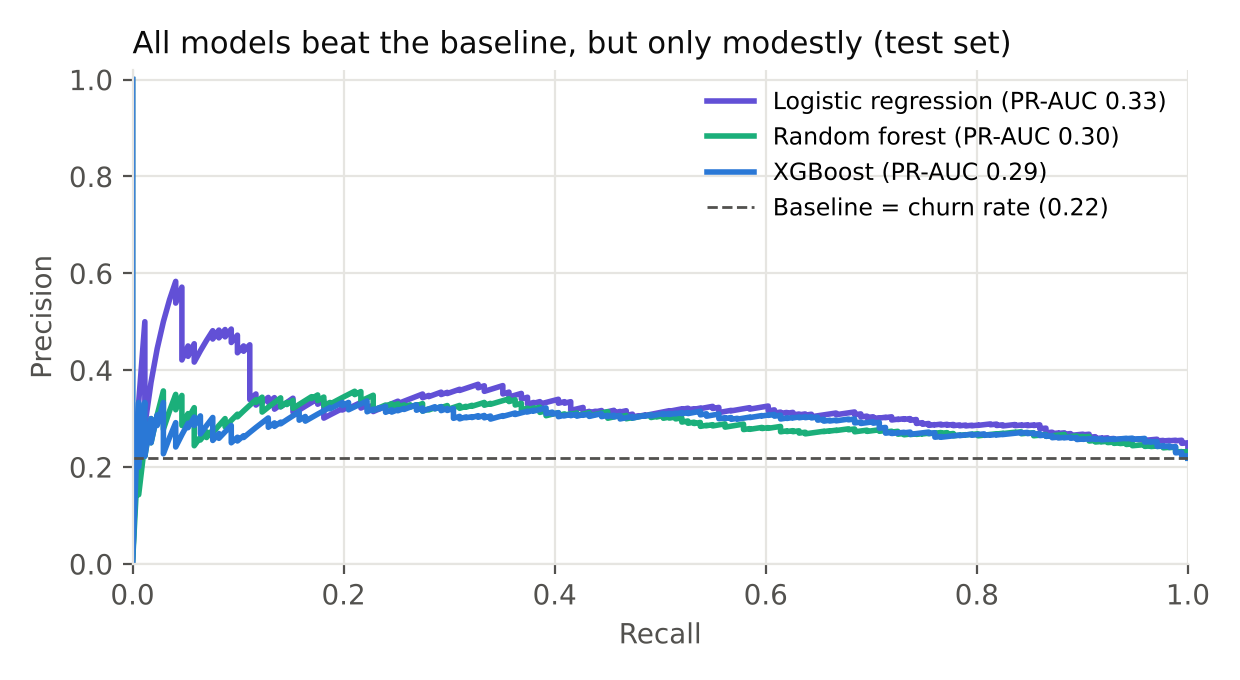 All models beat the baseline, but only modestly (test set)
Logistic regression (PR-AUC 0.33)
Random forest (PR-AUC 0.30)
XGBoost (PR-AUC 0.29)
Baseline = churn rate (0.22)
Precision
1.0
0.8
0.6
0.4
0.2
0.0
0.0 0.2 0.4 0.6 0.8 1.0
Recall